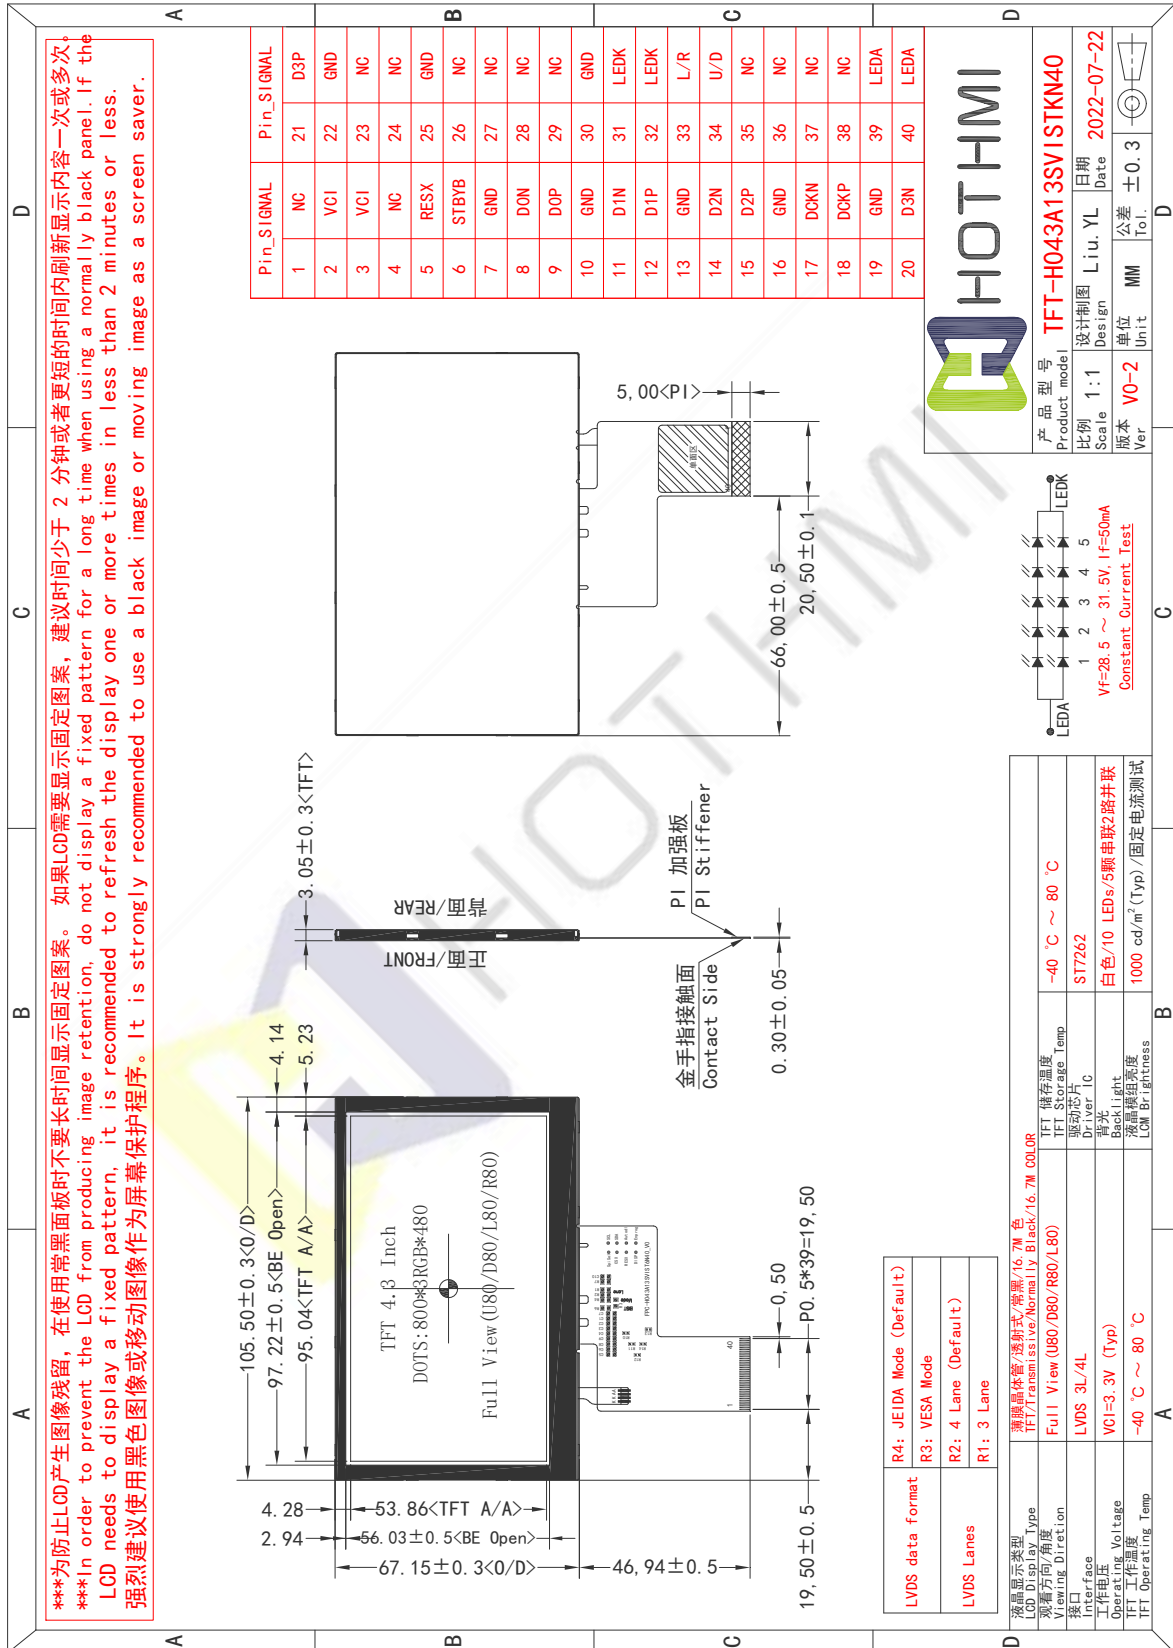 ***为防止LCD产生图像残留，在使用常黑面板时不要长时间显示固定图案。 如果LCD需要显示固定图案，建议时间少于 2 分钟或者更短的时间内刷新显示内容一次或多次。
***In order to prevent the LCD from producing image retention, do not display a fixed pattern for a long time when using a normally black panel.If the
LCD needs to display a fixed pattern, it is recommended to refresh the display one or more times in less than 2 minutes or less.
强烈建议使用黑色图像或移动图像作为屏幕保护程序。It is strongly recommended to use a black image or moving image as a screen saver.
A
B
C
D
A
B
C
D
A
B
C
D
A
B
C
D
105.50±0.3<O/D>
97.22±0.5<BE Open>
4.14
95.04<TFT A/A>
5.23
4.28
53.86<TFT A/A>
2.94
56.03±0.5<BE Open>
67.15±0.3<O/D>
46,94±0.5
19,50±0.5
P0.5*39=19,50
0,50
TFT 4.3 Inch
DOTS:800*3RGB*480
Full View(U80/D80/L80/R80)
FPC-H043A13SVIST6N40_V0
1
40
3.05±0.3<TFT>
正面/FRONT
背面/REAR
金手指接触面
Contact Side
PI 加强板
PI Stiffener
0.30±0.05
5,00<PI>
单面区
66,00±0.5
20,50±0.1
Pin_SIGNAL Pin_SIGNAL
1 NC 21 D3P
2 VCI 22 GND
3 VCI 23 NC
4 NC 24 NC
5 RESX 25 GND
6 STBYB 26 NC
7 GND 27 NC
8 D0N 28 NC
9 D0P 29 NC
10 GND 30 GND
11 D1N 31 LEDK
12 D1P 32 LEDK
13 GND 33 L/R
14 D2N 34 U/D
15 D2P 35 NC
16 GND 36 NC
17 DCKN 37 NC
18 DCKP 38 NC
19 GND 39 LEDA
20 D3N 40 LEDA
LVDS data format
R4: JEIDA Mode (Default)
R3: VESA Mode
LVDS Lanes
R2: 4 Lane (Default)
R1: 3 Lane
液晶显示类型
LCD Display Type
薄膜晶体管/透射式/常黑/16.7M 色
TFT/Transmissive/Normally Black/16.7M COLOR
观看方向/角度
Viewing Diretion
Full View(U80/D80/R80/L80)
TFT 储存温度
TFT Storage Temp
-40 ℃ ～ 80 ℃
接口
Interface
LVDS 3L/4L
驱动芯片
Driver IC
ST7262
工作电压
Operating Voltage
VCI=3.3V (Typ)
背光
Backlight
白色/10 LEDs/5颗串联2路并联
TFT 工作温度
TFT Operating Temp
-40 ℃ ～ 80 ℃
液晶模组亮度
LCM Brightness
1000 cd/m²(Typ)/固定电流测试
LEDA
LEDK
1 2 3 4 5
Vf=28.5 ～ 31.5V,If=50mA
Constant Current Test
HOTHMI
产品型号
Product model
TFT-H043A13SVISTKN40
比例
Scale
1:1
设计制图
Design
Liu.YL
日期
Date
2022-07-22
版本
Ver
V0-2
单位
Unit
MM
公差
Tol.
±0.3
HOTHMI